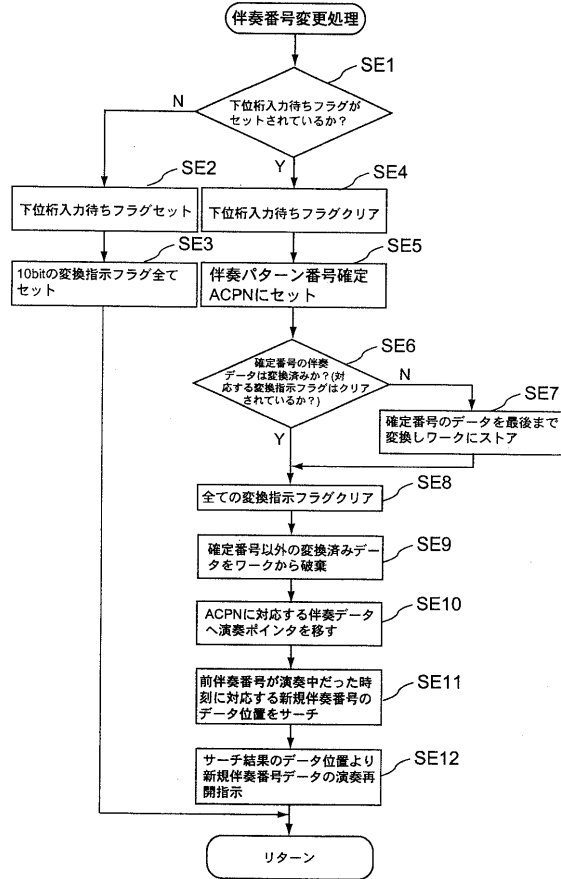 伴奏番号変更処理
SE1
下位桁入力待ちフラグが
セットされているか?
N
Y
SE2
下位桁入力待ちフラグセット
SE4
下位桁入力待ちフラグクリア
SE3
10bitの変換指示フラグ全て
セット
SE5
伴奏パターン番号確定
ACPNにセット
SE6
確定番号の伴奏
データは変換済みか?(対
応する変換指示フラグはクリア
されているか?)
N
Y
SE7
確定番号のデータを最後まで
変換しワークにストア
SE8
全ての変換指示フラグクリア
SE9
確定番号以外の変換済みデー
タをワークから破棄
SE10
ACPNに対応する伴奏データ
へ演奏ポインタを移す
SE11
前伴奏番号が演奏中だった時
刻に対応する新規伴奏番号の
データ位置をサーチ
SE12
サーチ結果のデータ位置より
新規伴奏番号データの演奏再
開指示
リターン